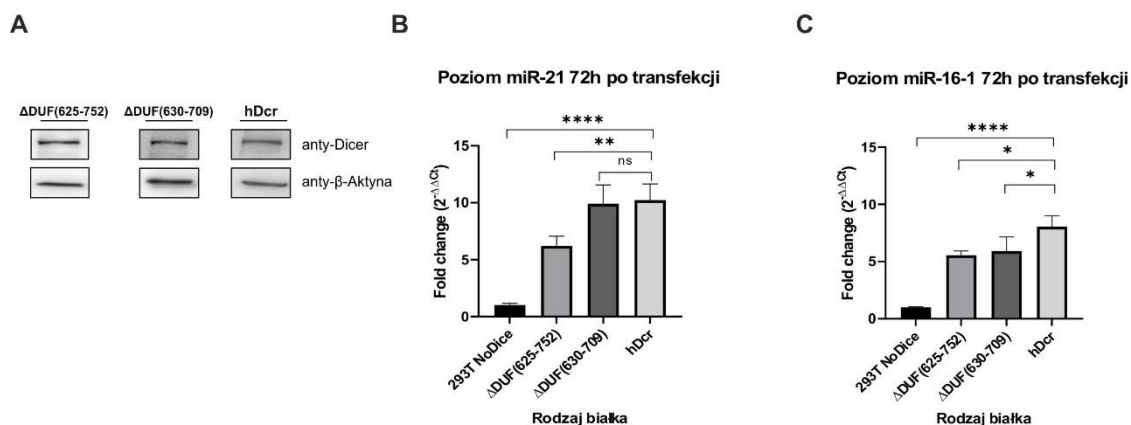 A
ΔDUF(625-752) ΔDUF(630-709) hDcr
anty-Dicer
anty-β-Aktyna
B
Poziom miR-21 72h po transfekcji
****
**
ns
Fold change (2^-ΔΔCt)
15
10
5
0
293T NoDice
ΔDUF(625-752)
ΔDUF(630-709)
hDcr
Rodzaj białka
C
Poziom miR-16-1 72h po transfekcji
****
*
*
Fold change (2^-ΔΔCt)
15
10
5
0
293T NoDice
ΔDUF(625-752)
ΔDUF(630-709)
hDcr
Rodzaj białka